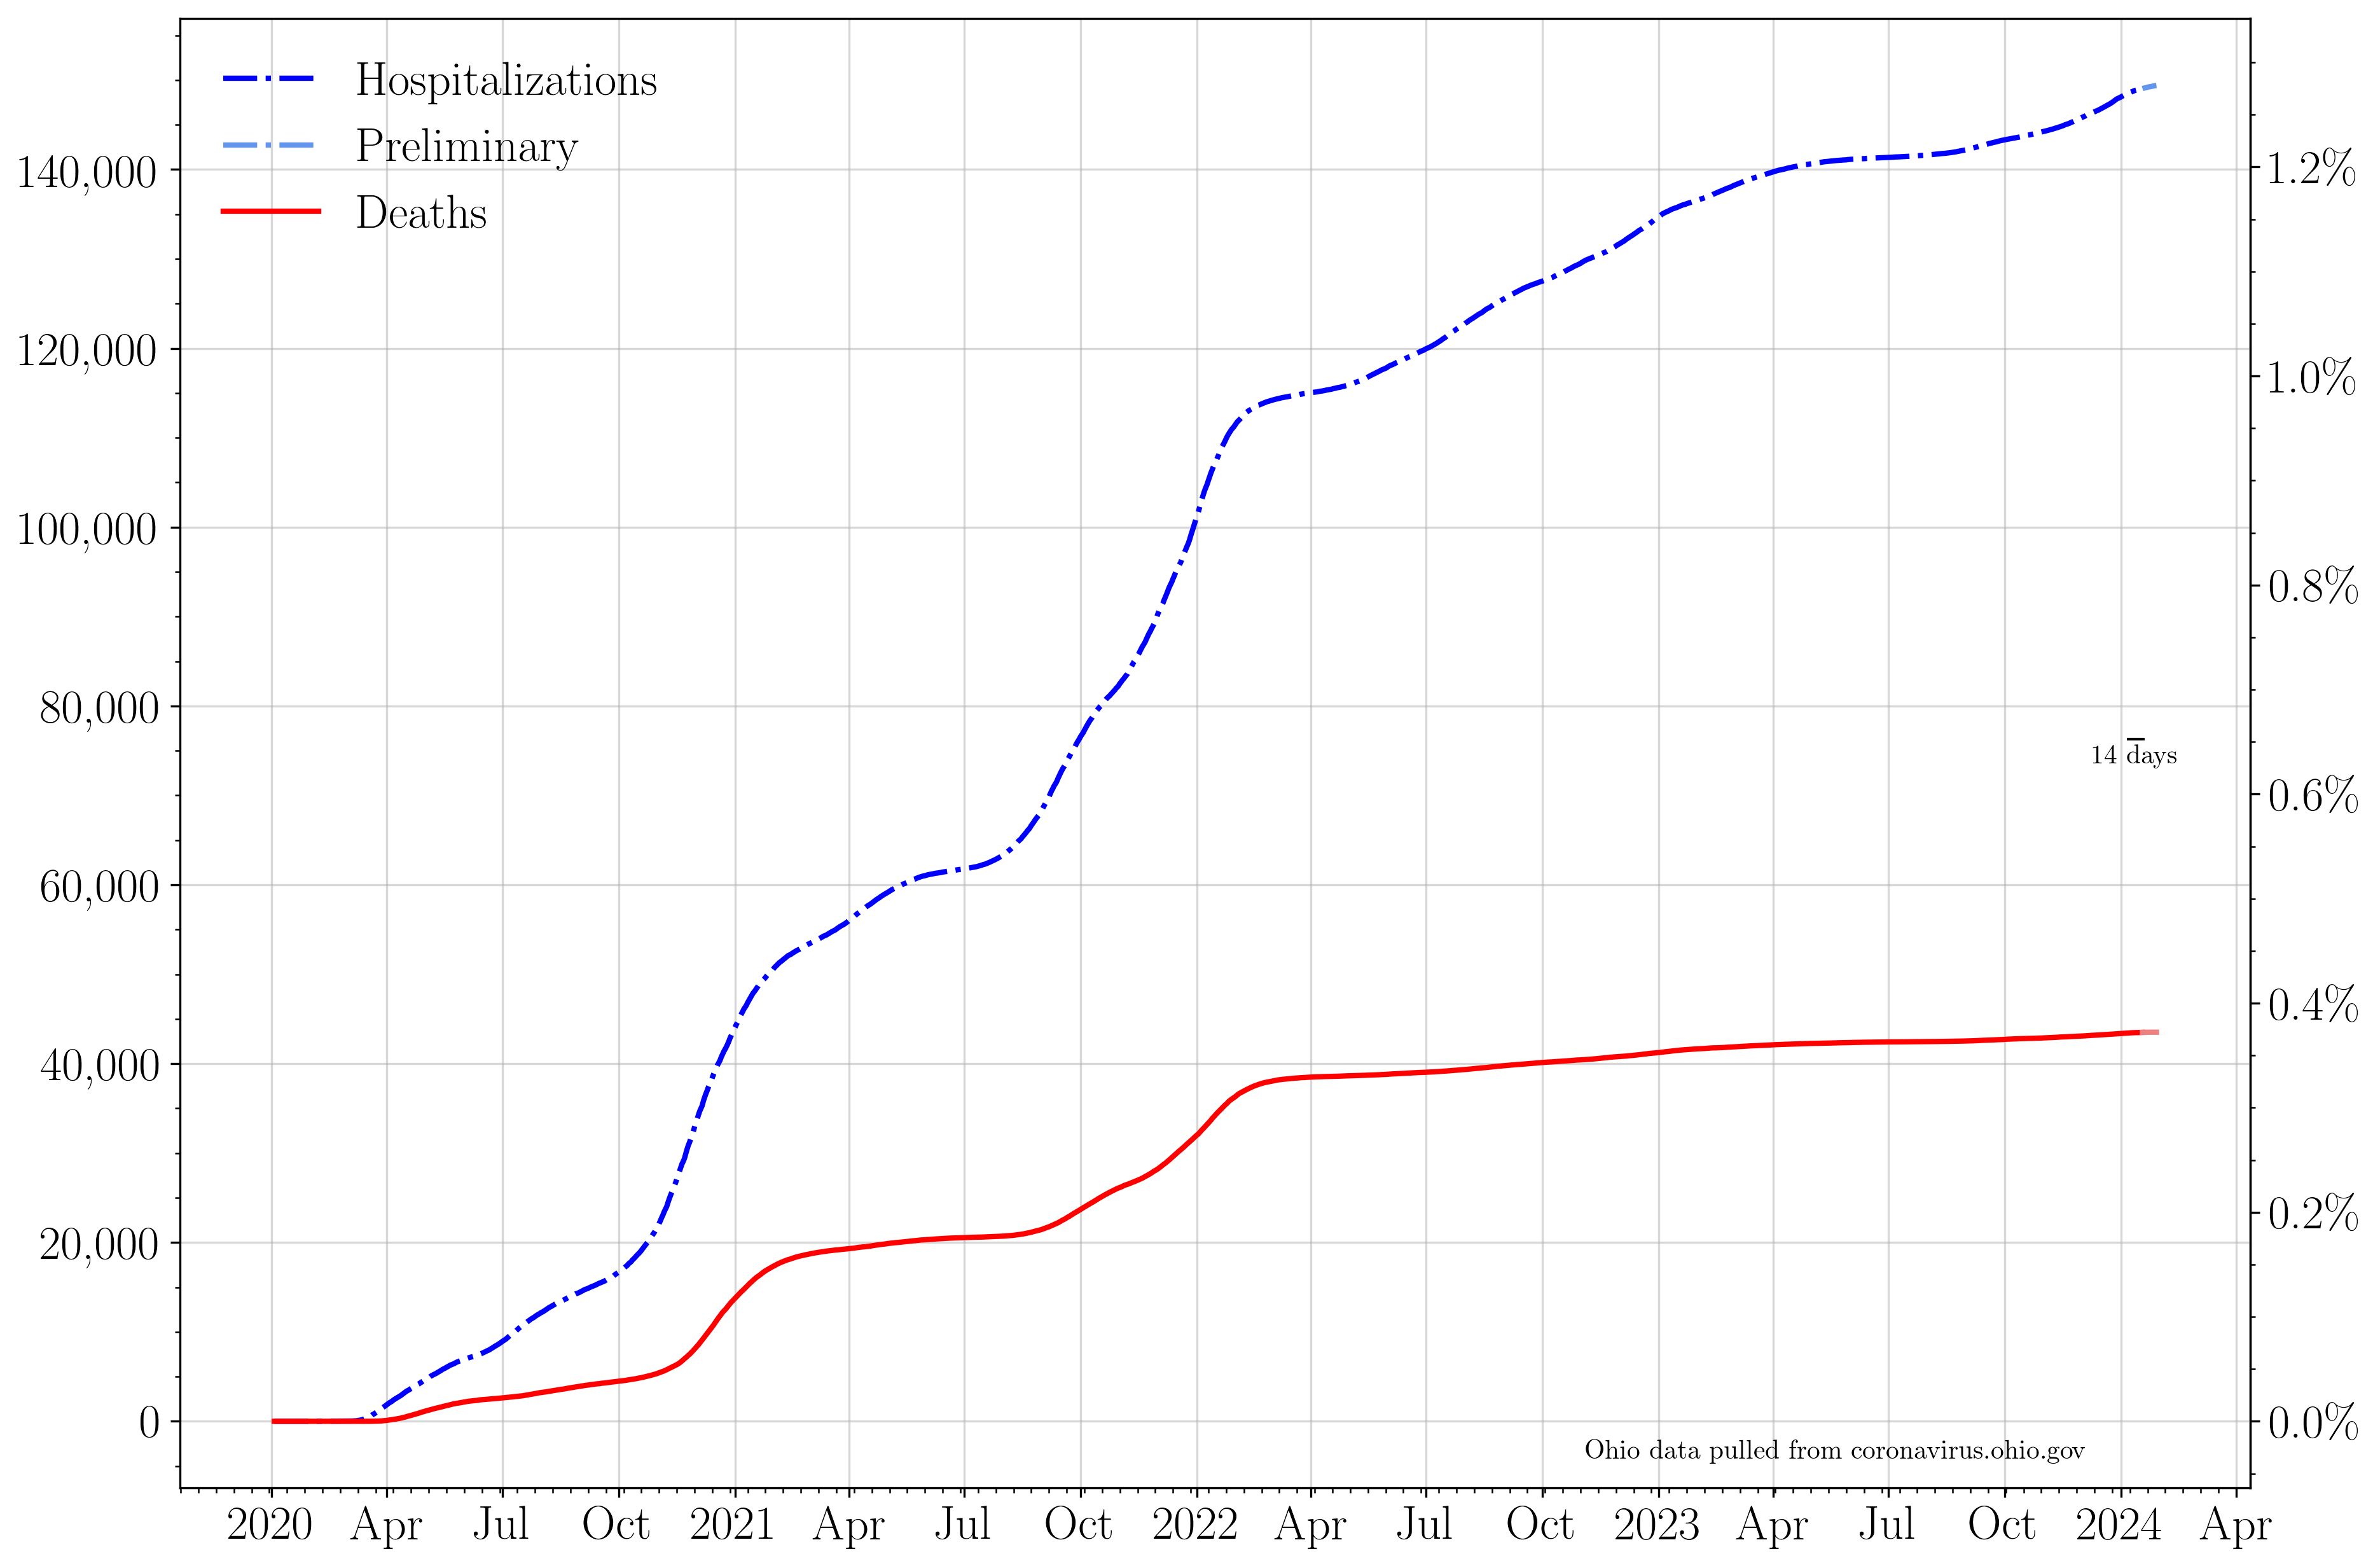 Hospitalizations
Preliminary
Deaths
140,000
120,000
100,000
80,000
60,000
40,000
20,000
0
1.2%
1.0%
0.8%
0.6%
0.4%
0.2%
0.0%
14 days
Ohio data pulled from coronavirus.ohio.gov
2020 Apr Jul Oct 2021 Apr Jul Oct 2022 Apr Jul Oct 2023 Apr Jul Oct 2024 Apr